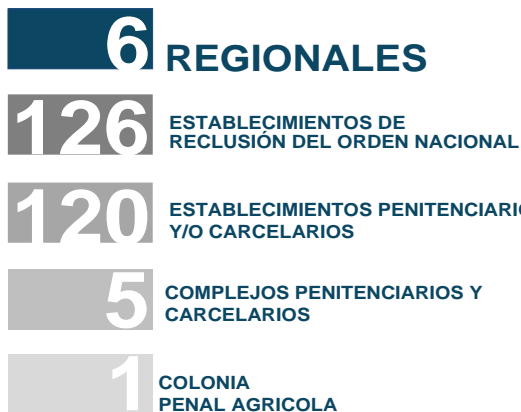 6 REGIONALES
126 ESTABLECIMIENTOS DE
RECLUSIÓN DEL ORDEN NACIONAL
120 ESTABLECIMIENTOS
Y/O CARCELARIOS
5 COMPLEJOS PENITENCIARIOS Y
CARCELARIOS
1 COLONIA
PENAL AGRICOLA